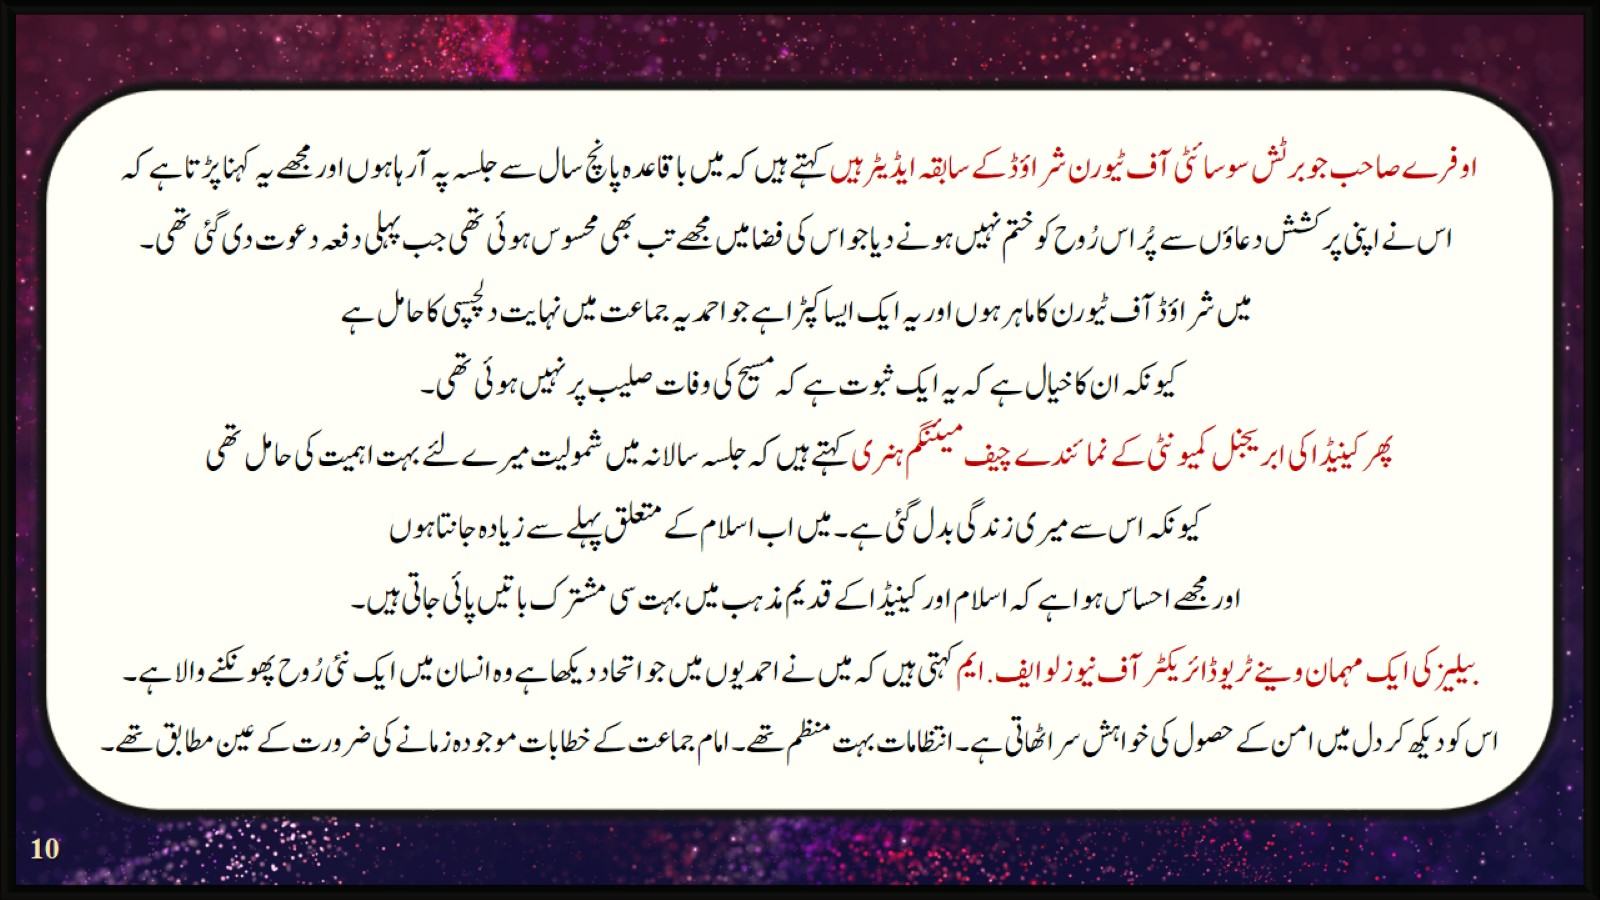 اوفرے صاحب جو برٹش سوسائٹی آف ٹیورن شراؤڈ کے سابقہ ایڈیٹر ہیں کہتے ہیں کہ میں باقاعدہ پانچ سال سے جلسہ پہ آرہا ہوں اور مجھے یہ کہنا پڑتا ہے کہ
اس نے اپنی پرکشش دعاؤں سے پُر اس رُوح کو ختم نہیں ہونے دیا جو اس کی فضا میں مجھے تب بھی محسوس ہوئی تھی جب پہلی دفعہ دعوت دی گئی تھی۔
میں شراؤڈ آف ٹیورن کا ماہر ہوں اور یہ ایک ایسا کپڑا ہے جو احمدیہ جماعت میں نہایت دلچسپی کا حامل ہے
کیونکہ ان کا خیال ہے کہ یہ ایک ثبوت ہے کہ مسیح کی وفات صلیب پر نہیں ہوئی تھی۔
پھر کینیڈا کی ابریجنل کمیونٹی کے نمائندے چیف میئنگم ہنری کہتے ہیں کہ جلسہ سالانہ میں شمولیت میرے لئے بہت اہمیت کی حامل تھی
کیونکہ اس سے میری زندگی بدل گئی ہے۔ میں اب اسلام کے متعلق پہلے سے زیادہ جانتا ہوں
اور مجھے احساس ہوا ہے کہ اسلام اور کینیڈا کے قدیم مذہب میں بہت سی مشترک باتیں پائی جاتی ہیں۔
بیلیز کی ایک مہمان وینے ٹریو ڈائریکٹر آف نیوز لو ایف. ایم کہتی ہیں کہ میں نے احمدیوں میں جو اتحاد دیکھا ہے وہ انسان میں ایک نئی رُوح پھونکنے والا ہے۔
اس کو دیکھ کر دل میں امن کے حصول کی خواہش سر اٹھاتی ہے۔ انتظامات بہت منظم تھے۔ امام جماعت کے خطابات موجودہ زمانے کی ضرورت کے عین مطابق تھے۔
10